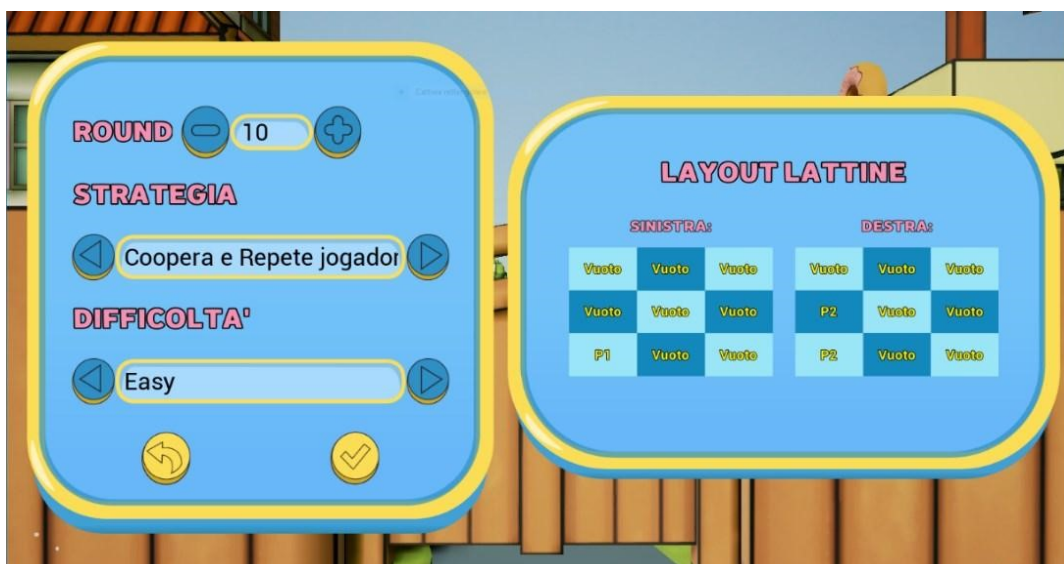 ROUND 10
STRATEGIA
Coopera e Repete jogador
DIFFICOLTA'
Easy
LAYOUT LATTINE
SINISTRA: DESTRA:
Vuoto Vuoto Vuoto Vuoto Vuoto Vuoto
Vuoto Vuoto Vuoto P2 Vuoto Vuoto
P1 Vuoto Vuoto P2 Vuoto Vuoto